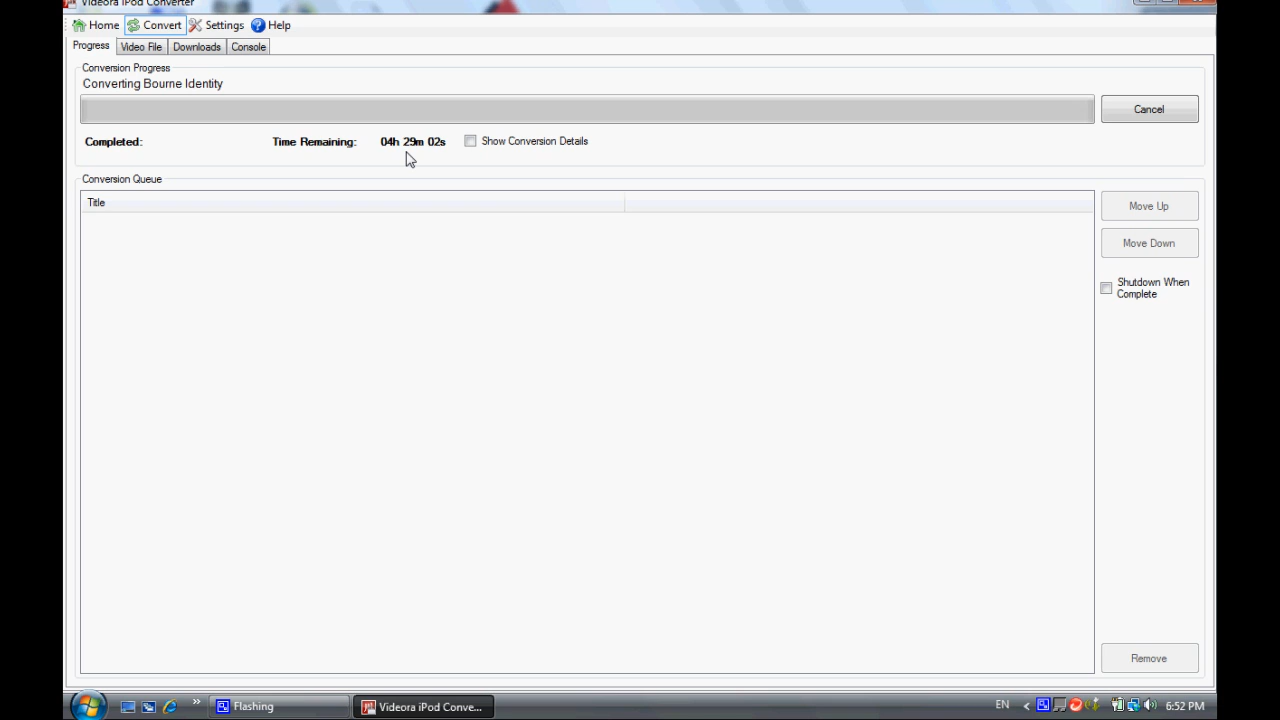 Videora iPod Converter
Home Convert Settings Help
Progress Video File Downloads Console
Conversion Progress
Converting Bourne Identity
Cancel
Completed: Time Remaining: 04h 29m 02s Show Conversion Details
Conversion Queue
Title
Move Up
Move Down
Shutdown When
Complete
Remove
» Flashing Videora iPod Conve... EN < 6:52 PM